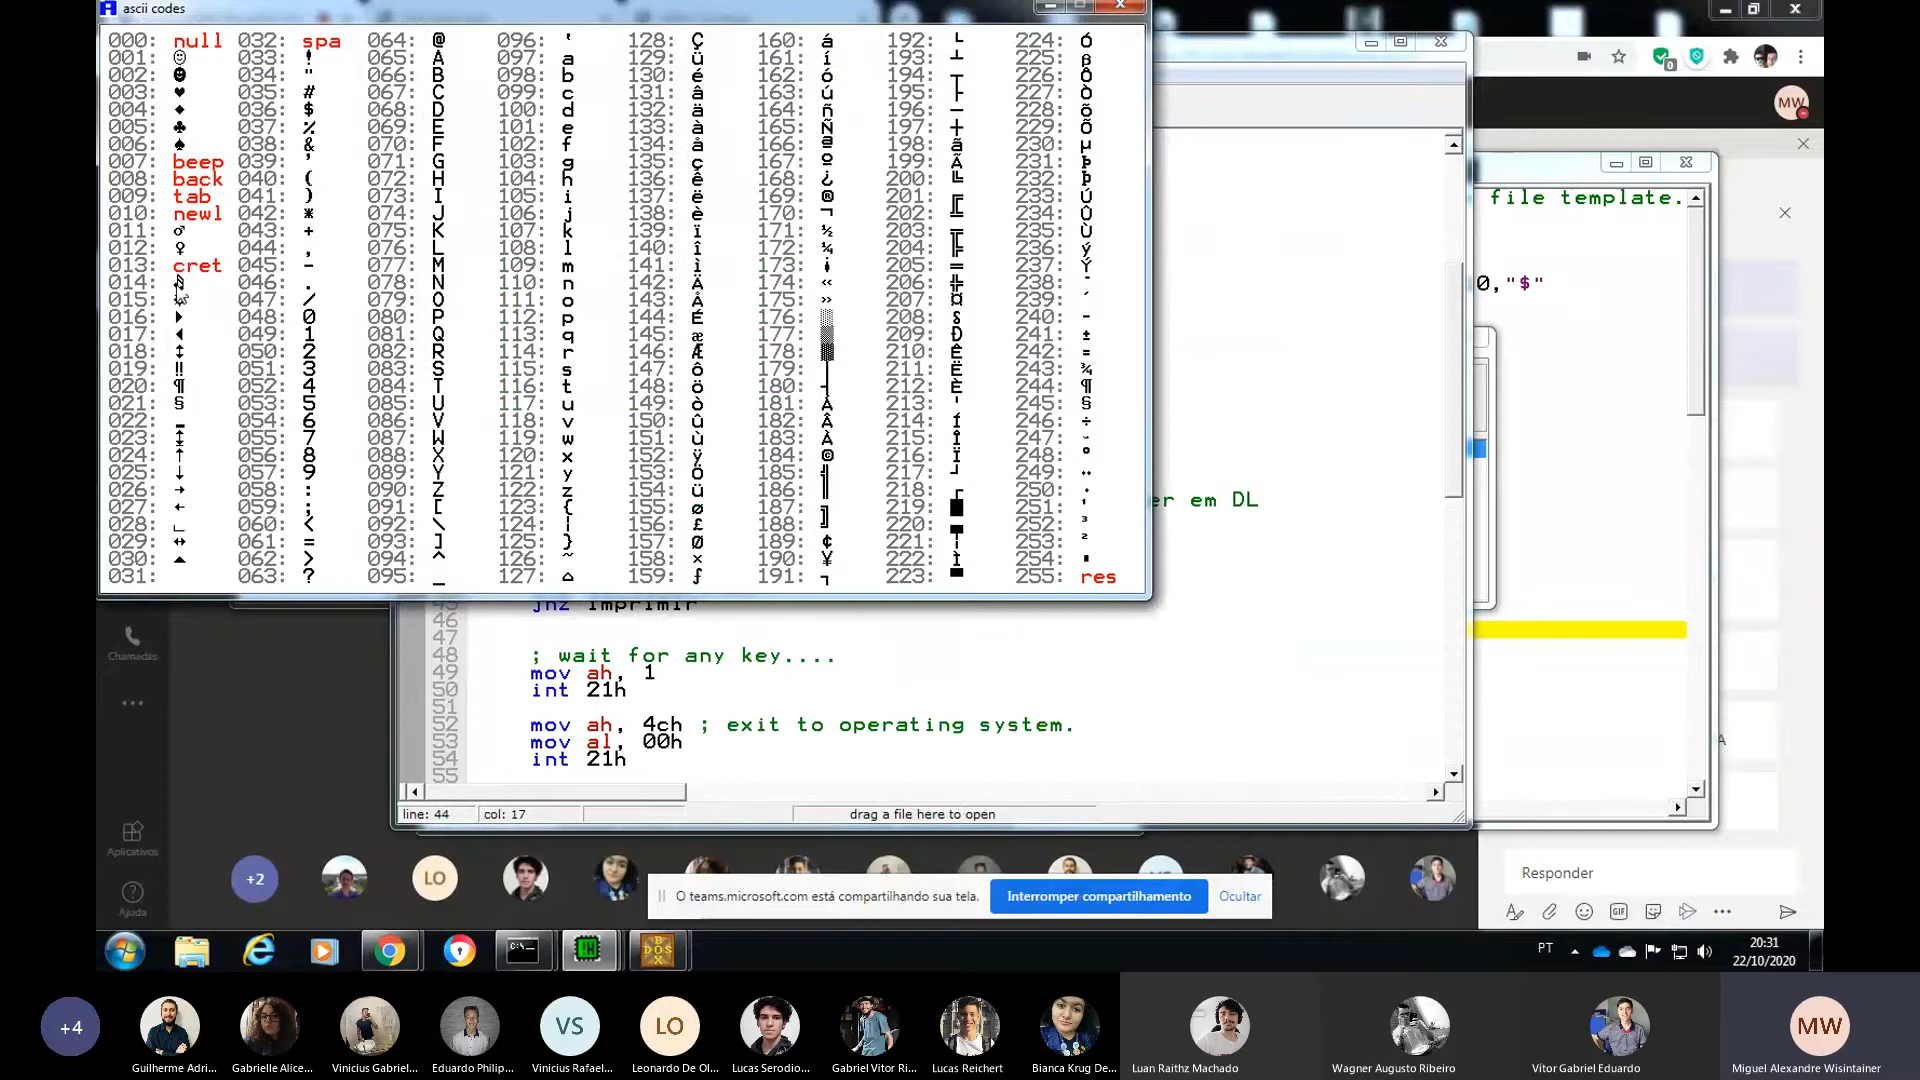 ascii codes
000: null 032: spa 064: @ 096: ' 128: Ç 160: á 192: └ 224: Ó
001: ☺ 033: ! 065: A 097: a 129: ü 161: í 193: ┴ 225: ß
002: ☻ 034: " 066: B 098: b 130: é 162: ó 194: ┬ 226: Ô
003: ♥ 035: # 067: C 099: c 131: â 163: ú 195: ├ 227: Ò
004: ♦ 036: $ 068: D 100: d 132: ä 164: ñ 196: ─ 228: õ
005: ♣ 037: % 069: E 101: e 133: à 165: Ñ 197: ┼ 229: Õ
006: ♠ 038: & 070: F 102: f 134: å 166: ª 198: ã 230: µ
007: beep 039: ' 071: G 103: g 135: ç 167: º 199: Ã 231: þ
008: back 040: ( 072: H 104: h 136: ê 168: ¿ 200: ╚ 232: Þ
009: tab 041: ) 073: I 105: i 137: ë 169: ® 201: ╔ 233: Ú
010: newl 042: * 074: J 106: j 138: è 170: ¬ 202: ╩ 234: Û
011: ♂ 043: + 075: K 107: k 139: ï 171: ½ 203: ╦ 235: Ù
012: ♀ 044: , 076: L 108: l 140: î 172: ¼ 204: ╠ 236: ý
013: cret 045: - 077: M 109: m 141: ì 173: ¡ 205: ═ 237: Ý
014: ♫ 046: . 078: N 110: n 142: Ä 174: « 206: ╬ 238: ¯
015: 047: / 079: O 111: o 143: Å 175: » 207: ¤ 239: ´
016: ► 048: 0 080: P 112: p 144: É 176: ░ 208: ð 240: -
017: ◄ 049: 1 081: Q 113: q 145: æ 177: ▒ 209: Ð 241: ±
018: ↕ 050: 2 082: R 114: r 146: Æ 178: ▓ 210: Ê 242: =
019: ‼ 051: 3 083: S 115: s 147: ô 179: │ 211: Ë 243: ¾
020: ¶ 052: 4 084: T 116: t 148: ö 180: ┤ 212: È 244: ¶
021: § 053: 5 085: U 117: u 149: ò 181: Á 213: ' 245: §
022: ▬ 054: 6 086: V 118: v 150: û 182: Â 214: Í 246: ÷
023: ↨ 055: 7 087: W 119: w 151: ù 183: À 215: Î 247: ¸
024: ↑ 056: 8 088: X 120: x 152: ÿ 184: © 216: Ï 248: °
025: ↓ 057: 9 089: Y 121: y 153: Ö 185: ╣ 217: ┘ 249: ¨
026: → 058: : 090: Z 122: z 154: Ü 186: ║ 218: ┌ 250: ·
027: ← 059: ; 091: [ 123: { 155: ø 187: ╗ 219: █ 251: ¹
028: ∟ 060: < 092: \ 124: ¦ 156: £ 188: ╝ 220: ▄ 252: ³
029: ↔ 061: = 093: ] 125: } 157: Ø 189: ¢ 221: ¦ 253: ²
030: ▲ 062: > 094: ^ 126: ~ 158: × 190: ¥ 222: Ì 254: ■
031: 063: ? 095: _ 127: ⌂ 159: ƒ 191: ┐ 223: ▀ 255: res
MW
file template.
0,"$"
er em DL
jnz imprimir
46
47
48 ; wait for any key....
49 mov ah, 1
50 int 21h
51
52 mov ah, 4ch ; exit to operating system.
53 mov al, 00h
54 int 21h
55
line: 44 col: 17 drag a file here to open
Chamadas
Aplicativos
Ajuda
+2
LO
O teams.microsoft.com está compartilhando sua tela.
Interromper compartilhamento
Ocultar
Responder
GIF
PT
20:31
22/10/2020
+4
VS
LO
MW
Guilherme Adri...
Gabrielle Alice...
Vinicius Gabriel...
Eduardo Philip...
Vinicius Rafael...
Leonardo De Ol...
Lucas Serodio...
Gabriel Vitor Ri...
Lucas Reichert
Bianca Krug De...
Luan Raithz Machado
Wagner Augusto Ribeiro
Vítor Gabriel Eduardo
Miguel Alexandre Wisintainer